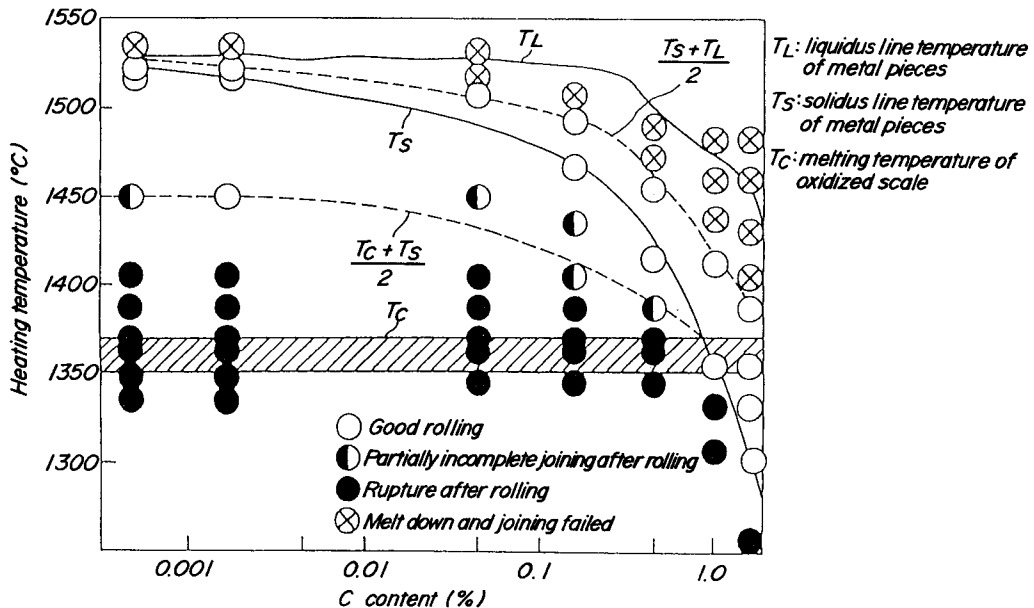 1550
1500
1450
1400
1350
1300
Heating temperature (°C)
T_L
T_S + T_L
2
T_S
T_C + T_S
2
T_C
Good rolling
Partially incomplete joining after rolling
Rupture after rolling
Melt down and joining failed
0.001
0.01
0.1
1.0
C content (%)
T_L: liquidus line temperature
of metal pieces
T_S: solidus line temperature
of metal pieces
T_C: melting temperature of
oxidized scale